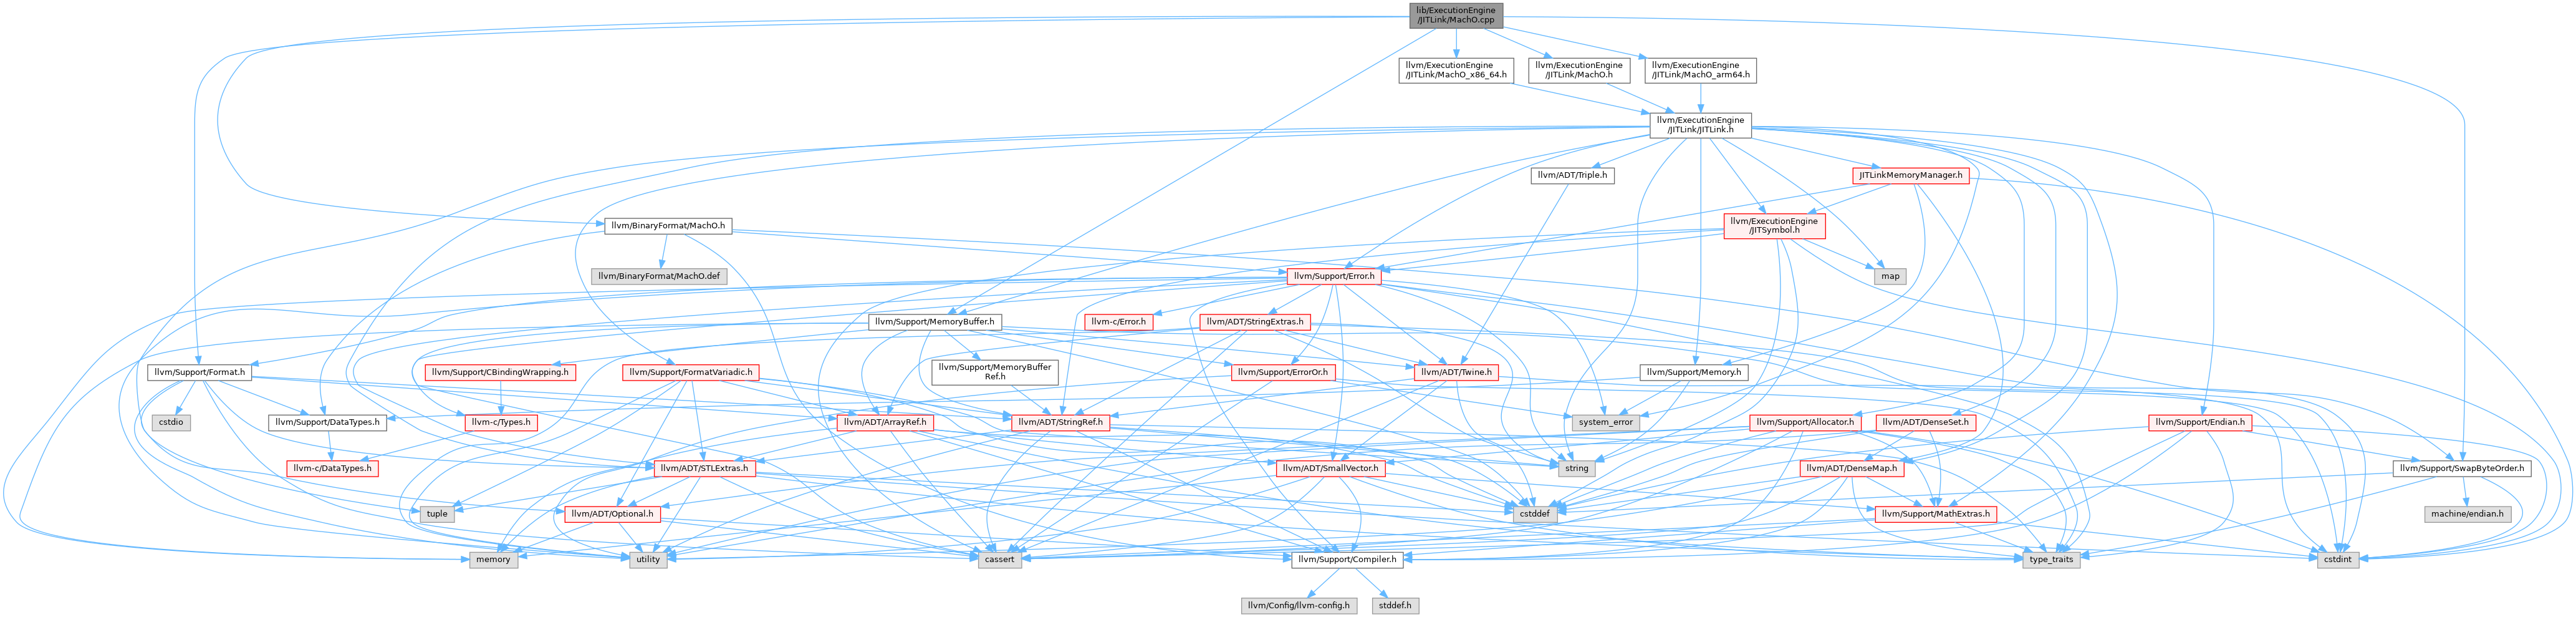 lib/ExecutionEngine
/JITLink/MachO.cpp
llvm/ExecutionEngine
/JITLink/MachO_x86_64.h
llvm/ExecutionEngine
/JITLink/MachO.h
llvm/ExecutionEngine
/JITLink/MachO_arm64.h
llvm/ExecutionEngine
/JITLink/JITLink.h
llvm/ADT/Triple.h
JITLinkMemoryManager.h
llvm/BinaryFormat/MachO.h
llvm/ExecutionEngine
/JITSymbol.h
llvm/BinaryFormat/MachO.def
llvm/Support/Error.h
map
llvm/Support/MemoryBuffer.h
llvm-c/Error.h
llvm/ADT/StringExtras.h
llvm/Support/Format.h
llvm/Support/CBindingWrapping.h
llvm/Support/FormatVariadic.h
llvm/Support/MemoryBuffer
Ref.h
llvm/Support/ErrorOr.h
llvm/ADT/Twine.h
llvm/Support/Memory.h
cstdio
llvm/Support/DataTypes.h
llvm-c/Types.h
llvm/ADT/ArrayRef.h
llvm/ADT/StringRef.h
system_error
llvm/Support/Allocator.h
llvm/ADT/DenseSet.h
llvm/Support/Endian.h
llvm-c/DataTypes.h
llvm/ADT/STLExtras.h
llvm/ADT/SmallVector.h
string
llvm/ADT/DenseMap.h
llvm/Support/SwapByteOrder.h
tuple
llvm/ADT/Optional.h
cstddef
llvm/Support/MathExtras.h
machine/endian.h
memory
utility
cassert
llvm/Support/Compiler.h
type_traits
cstdint
llvm/Config/llvm-config.h
stddef.h